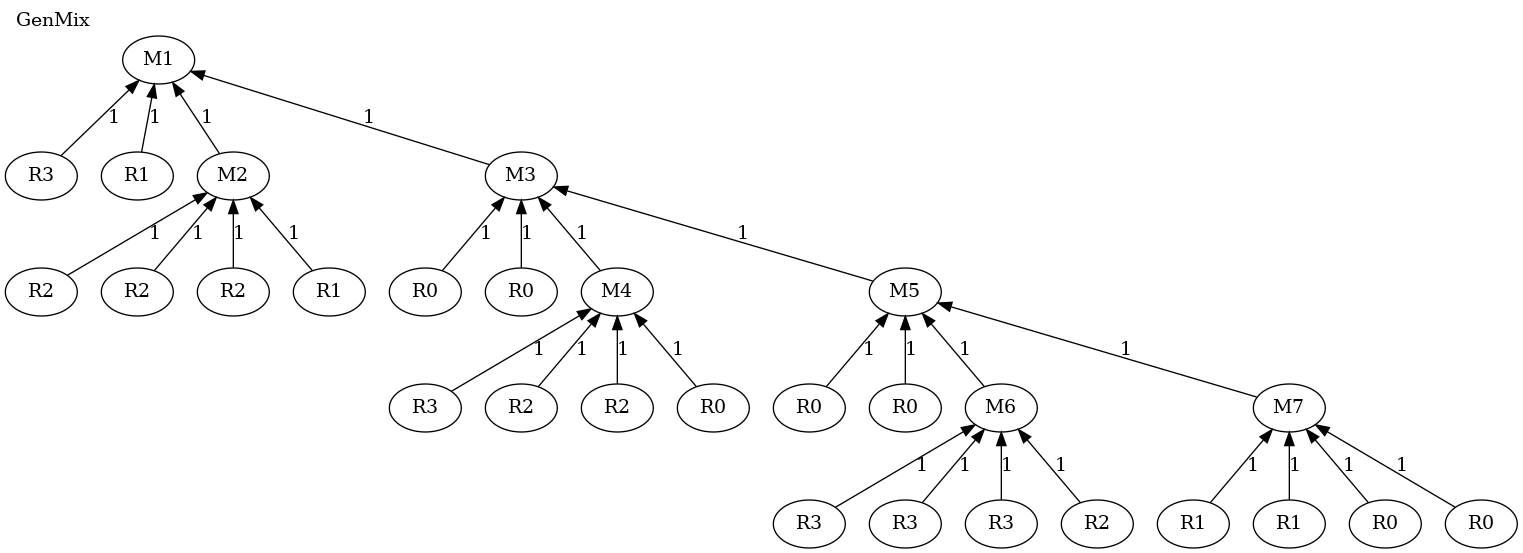 GenMix
M1
1 1 1 1
R3 R1 M2 M3
1 1 1 1 1 1 1 1
R2 R2 R2 R1 R0 R0 M4 M5
1 1 1 1 1 1 1 1
R3 R2 R2 R0 R0 R0 M6 M7
1 1 1 1 1 1 1 1
R3 R3 R3 R2 R1 R1 R0 R0